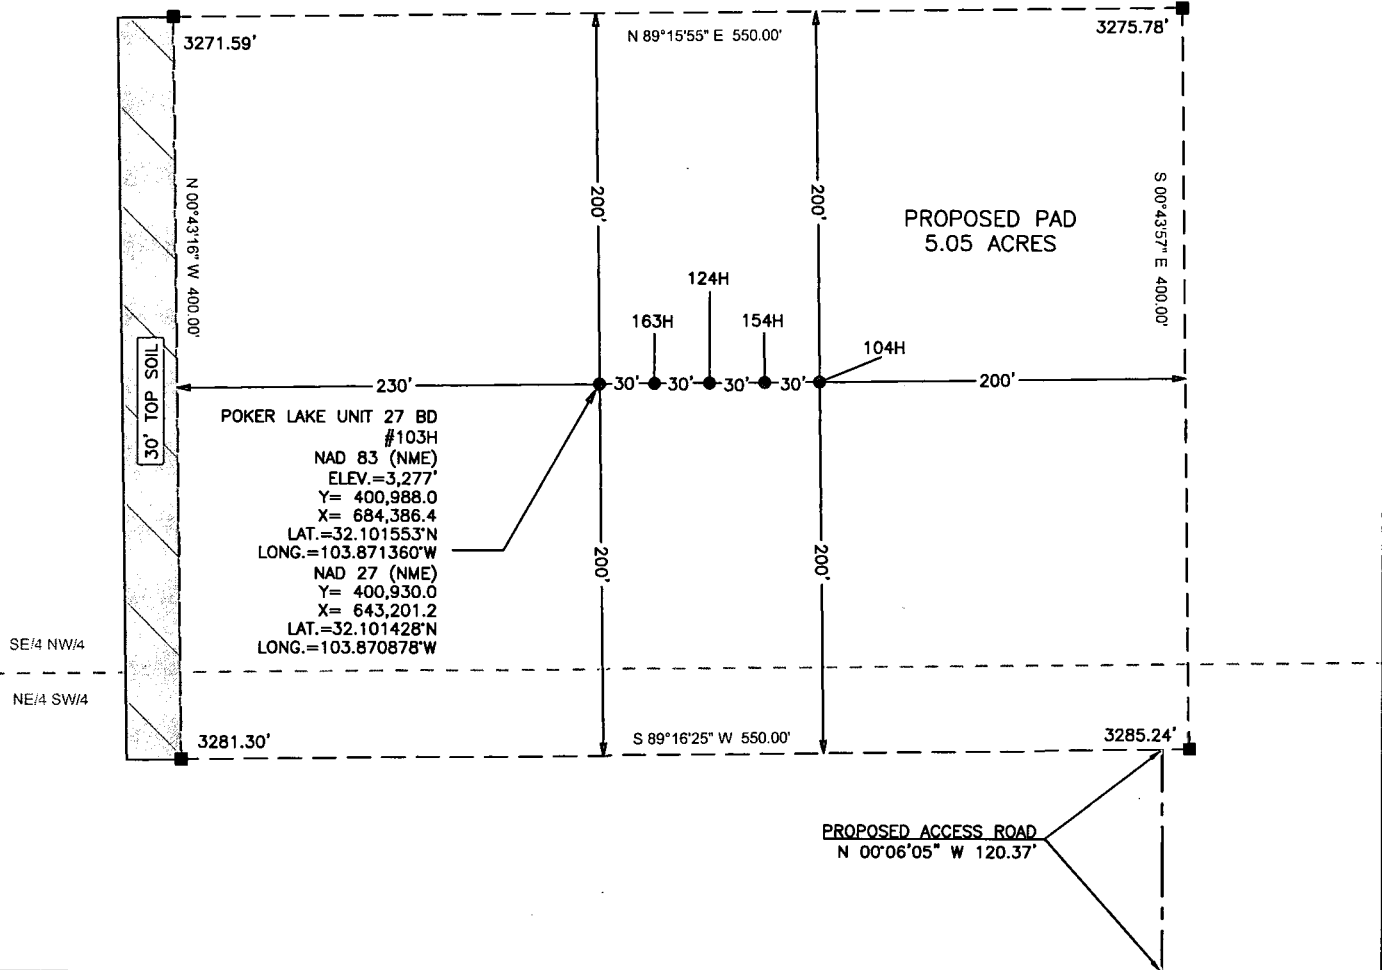 3271.59'
N 89°15'55" E 550.00'
3275.78'
N 00°43'16" W 400.00'
200'
200'
S 00°43'57" E 400.00'
PROPOSED PAD
5.05 ACRES
124H
163H
154H
104H
30' TOP SOIL
230'
30'
30'
30'
30'
200'
POKER LAKE UNIT 27 BD
#103H
NAD 83 (NME)
ELEV.=3,277'
Y= 400,988.0
X= 684,386.4
LAT.=32.101553°N
LONG.=103.871360°W
NAD 27 (NME)
Y= 400,930.0
X= 643,201.2
LAT.=32.101428°N
LONG.=103.870878°W
200'
200'
SE/4 NW/4
NE/4 SW/4
3281.30'
S 89°16'25" W 550.00'
3285.24'
PROPOSED ACCESS ROAD
N 00°06'05" W 120.37'